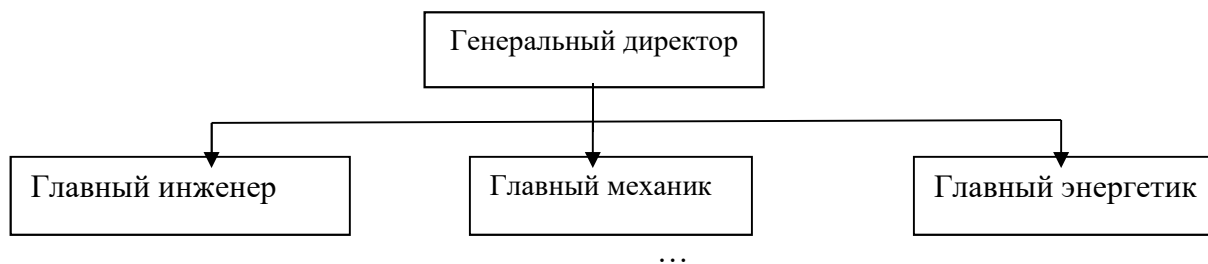 Генеральный директор
Главный инженер
Главный механик
Главный энергетик
…